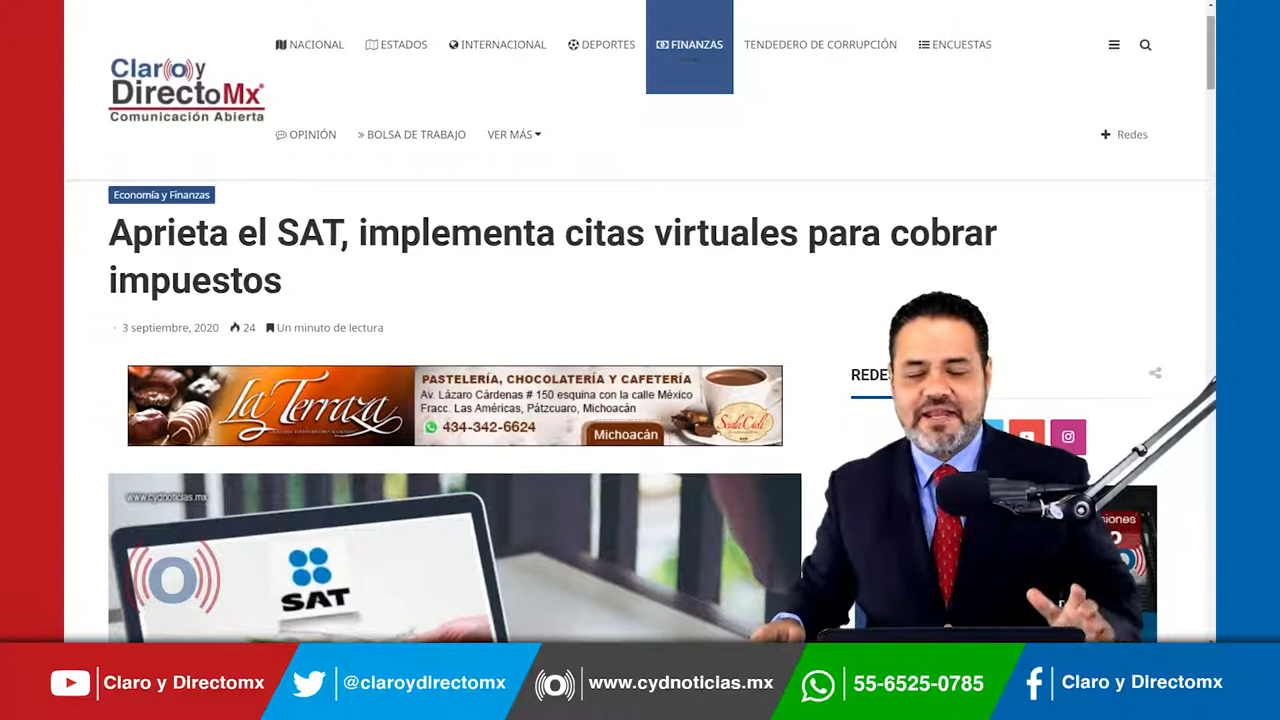 NACIONAL
ESTADOS
INTERNACIONAL
DEPORTES
FINANZAS
TENDEDERO DE CORRUPCIÓN
ENCUESTAS
Claro y
DirectoMx
Comunicación Abierta
OPINIÓN
BOLSA DE TRABAJO
VER MÁS
Redes
Economía y Finanzas
Aprieta el SAT, implementa citas virtuales para cobrar
impuestos
3 septiembre, 2020 24 Un minuto de lectura
La Terraza
PASTELERÍA, CHOCOLATERÍA Y CAFETERÍA
Av. Lázaro Cárdenas # 150 esquina con la calle México
Fracc. Las Américas, Pátzcuaro, Michoacán
434-342-6624
Michoacán
REDE
www.cydnoticias.mx
SAT
Claro y Directomx
@claroydirectomx
www.cydnoticias.mx
55-6525-0785
Claro y DIrectomx